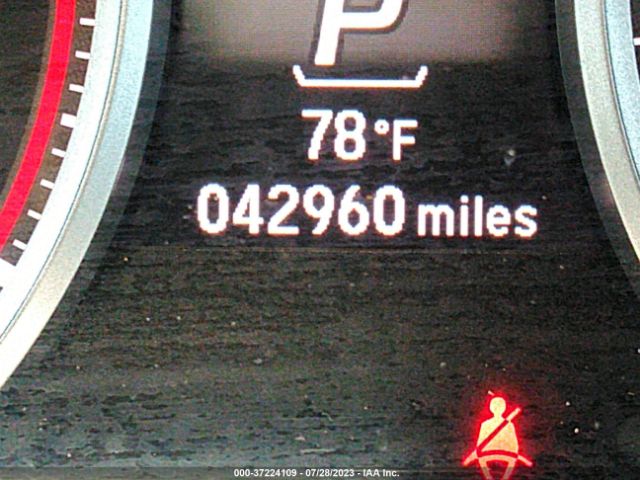 P
78°F
042960 miles
000-37224109 - 07/28/2023 - IAA Inc.